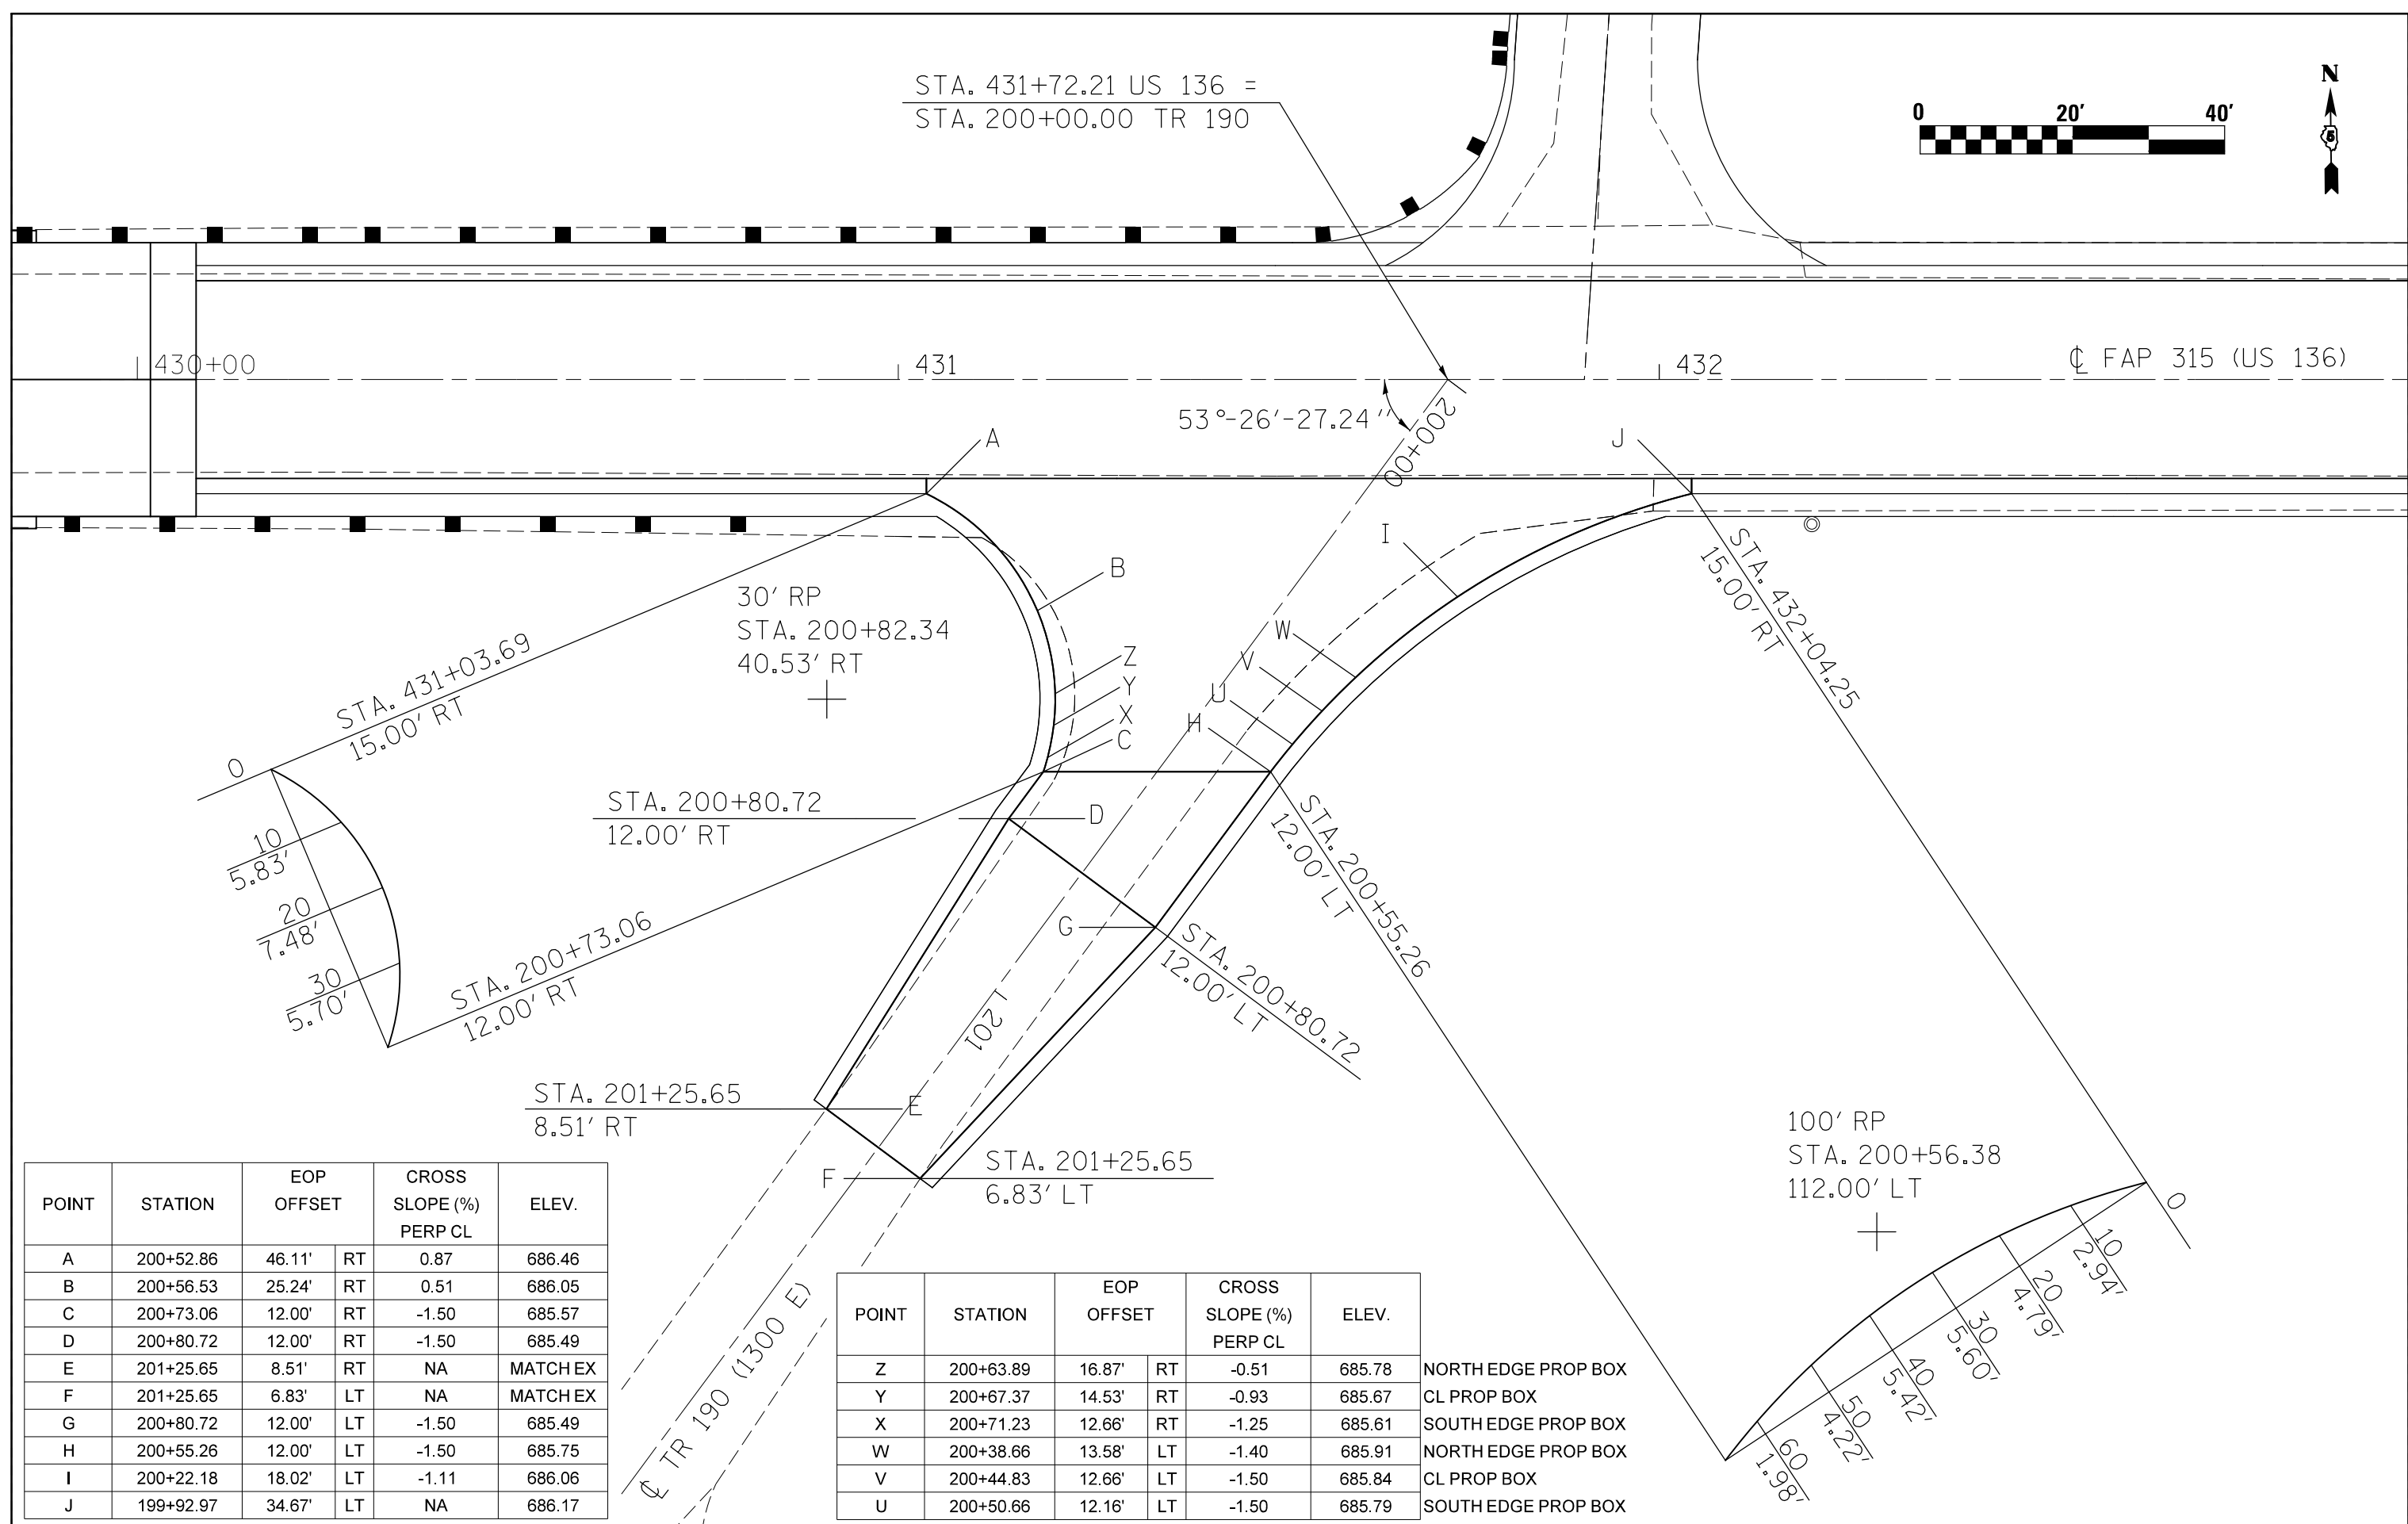 STA. 431+72.21 US 136 =
STA. 200+00.00 TR 190
0 20' 40'
N
5
430+00
431
432
℄ FAP 315 (US 136)
53°-26'-27.24"
200+00
A
J
B
I
30' RP
STA. 200+82.34
40.53' RT
Z
Y
X
C
W
V
U
H
STA. 431+03.69
15.00' RT
STA. 432+04.25
15.00' RT
0
10
5.83'
20
7.48'
30
5.70'
STA. 200+73.06
12.00' RT
STA. 200+80.72
12.00' RT
D
G
STA. 200+55.26
12.00' LT
STA. 200+80.72
12.00' LT
201
STA. 201+25.65
8.51' RT
E
F
STA. 201+25.65
6.83' LT
100' RP
STA. 200+56.38
112.00' LT
0
10
2.94'
20
4.79'
30
5.60'
40
5.42'
50
4.22'
60
1.98'
℄ TR 190 (1300 E)
POINT STATION EOP OFFSET CROSS SLOPE (%) PERP CL ELEV.
A 200+52.86 46.11' RT 0.87 686.46
B 200+56.53 25.24' RT 0.51 686.05
C 200+73.06 12.00' RT -1.50 685.57
D 200+80.72 12.00' RT -1.50 685.49
E 201+25.65 8.51' RT NA MATCH EX
F 201+25.65 6.83' LT NA MATCH EX
G 200+80.72 12.00' LT -1.50 685.49
H 200+55.26 12.00' LT -1.50 685.75
I 200+22.18 18.02' LT -1.11 686.06
J 199+92.97 34.67' LT NA 686.17
POINT STATION EOP OFFSET CROSS SLOPE (%) PERP CL ELEV.
Z 200+63.89 16.87' RT -0.51 685.78 NORTH EDGE PROP BOX
Y 200+67.37 14.53' RT -0.93 685.67 CL PROP BOX
X 200+71.23 12.66' RT -1.25 685.61 SOUTH EDGE PROP BOX
W 200+38.66 13.58' LT -1.40 685.91 NORTH EDGE PROP BOX
V 200+44.83 12.66' LT -1.50 685.84 CL PROP BOX
U 200+50.66 12.16' LT -1.50 685.79 SOUTH EDGE PROP BOX